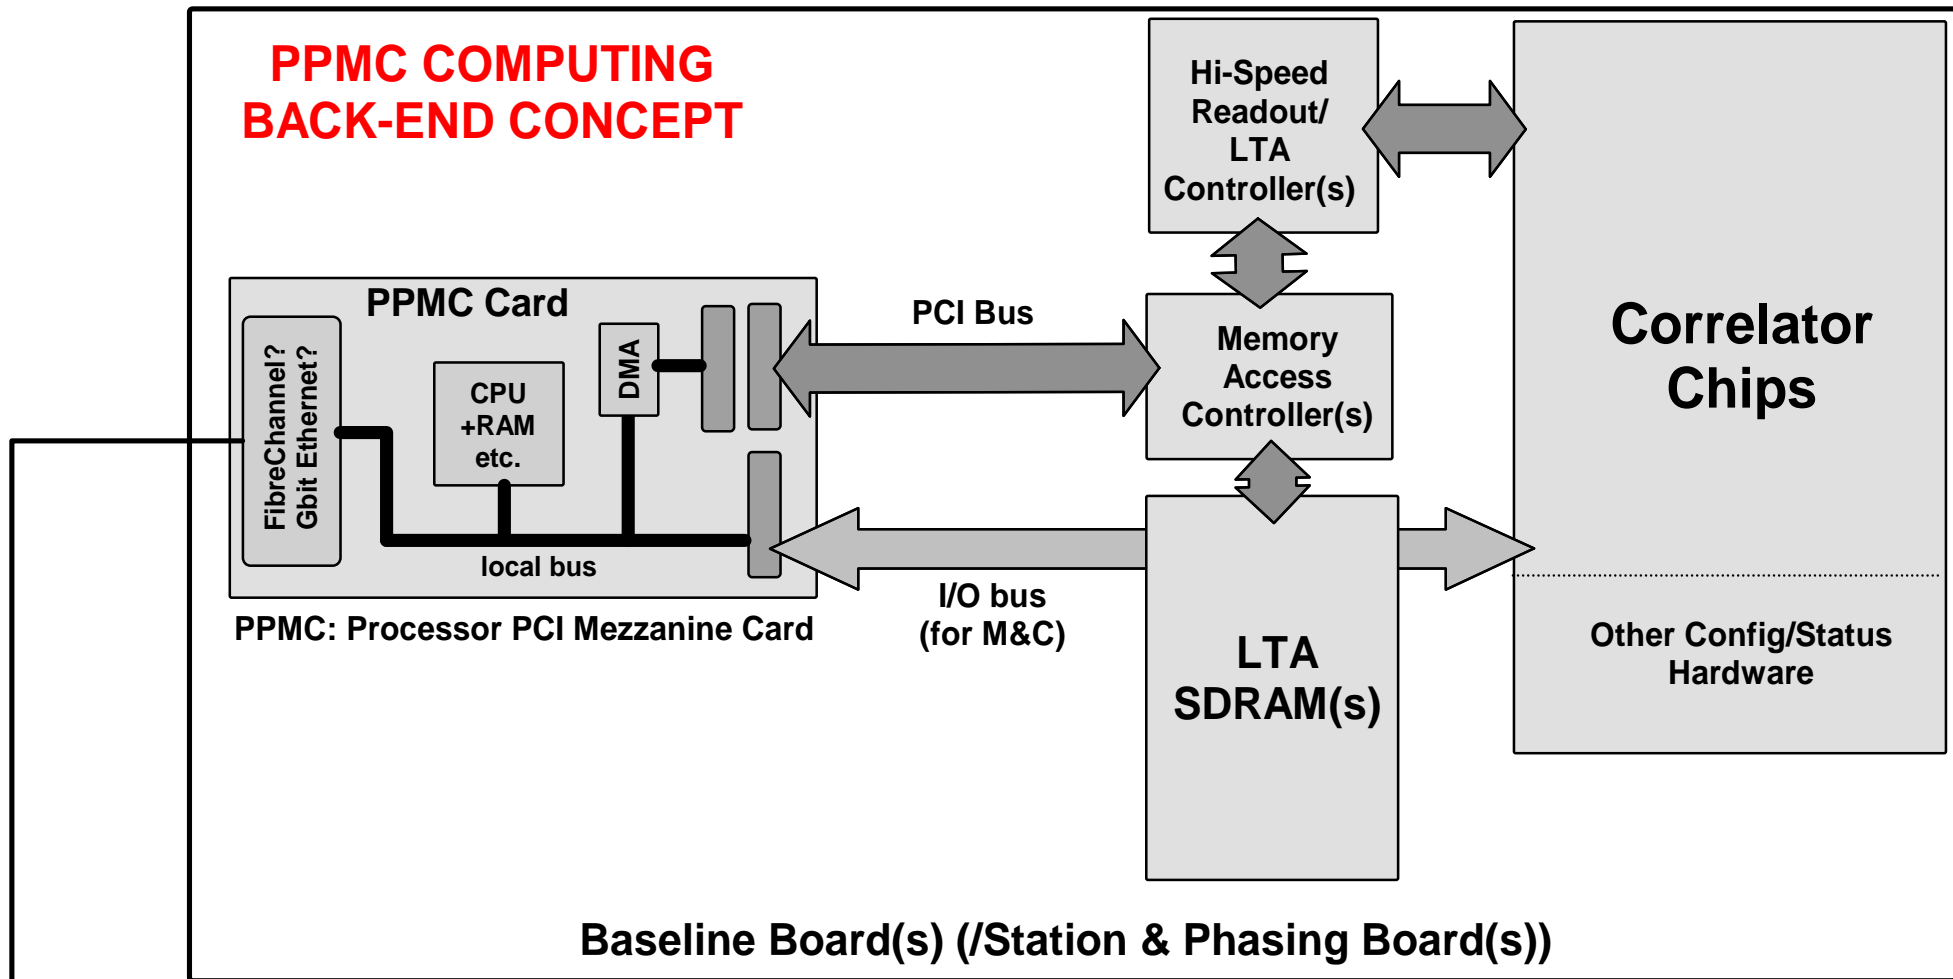 PPMC COMPUTING
BACK-END CONCEPT
Hi-Speed
Readout/
LTA
Controller(s)
PPMC Card
FibreChannel?
Gbit Ethernet?
CPU
+RAM
etc.
DMA
local bus
PPMC: Processor PCI Mezzanine Card
PCI Bus
Memory
Access
Controller(s)
I/O bus
(for M&C)
LTA
SDRAM(s)
Correlator
Chips
Other Config/Status
Hardware
Baseline Board(s) (/Station & Phasing Board(s))